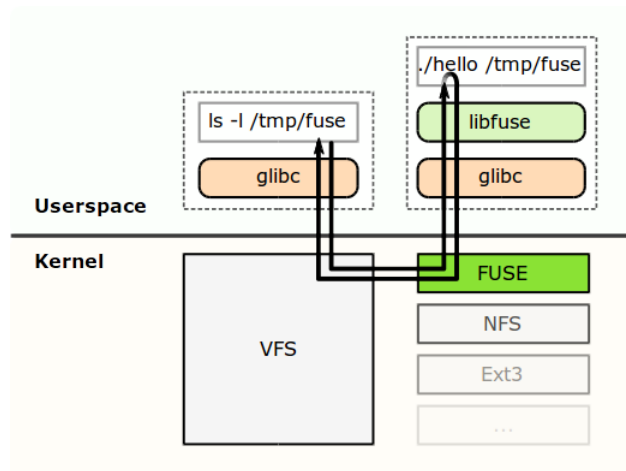 ./hello /tmp/fuse
ls -l /tmp/fuse
libfuse
glibc
glibc
Userspace
Kernel
FUSE
NFS
VFS
Ext3
...